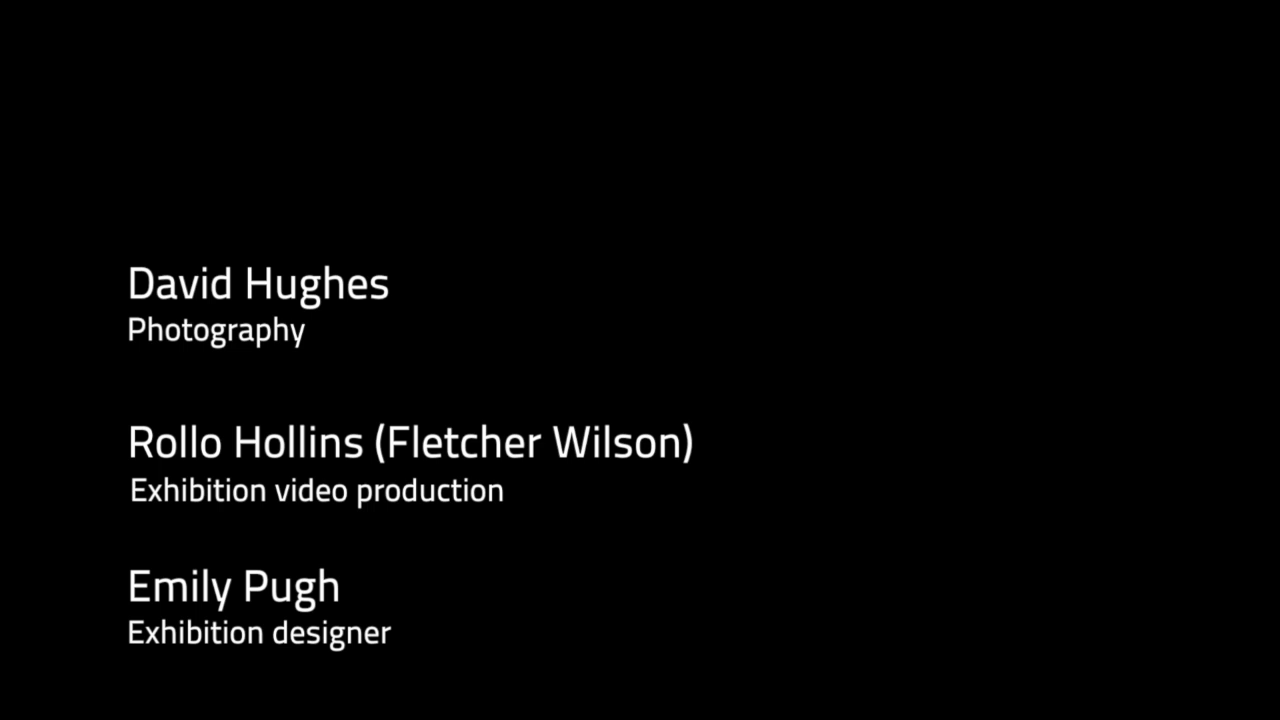 David Hughes
Photography
Rollo Hollins (Fletcher Wilson)
Exhibition video production
Emily Pugh
Exhibition designer